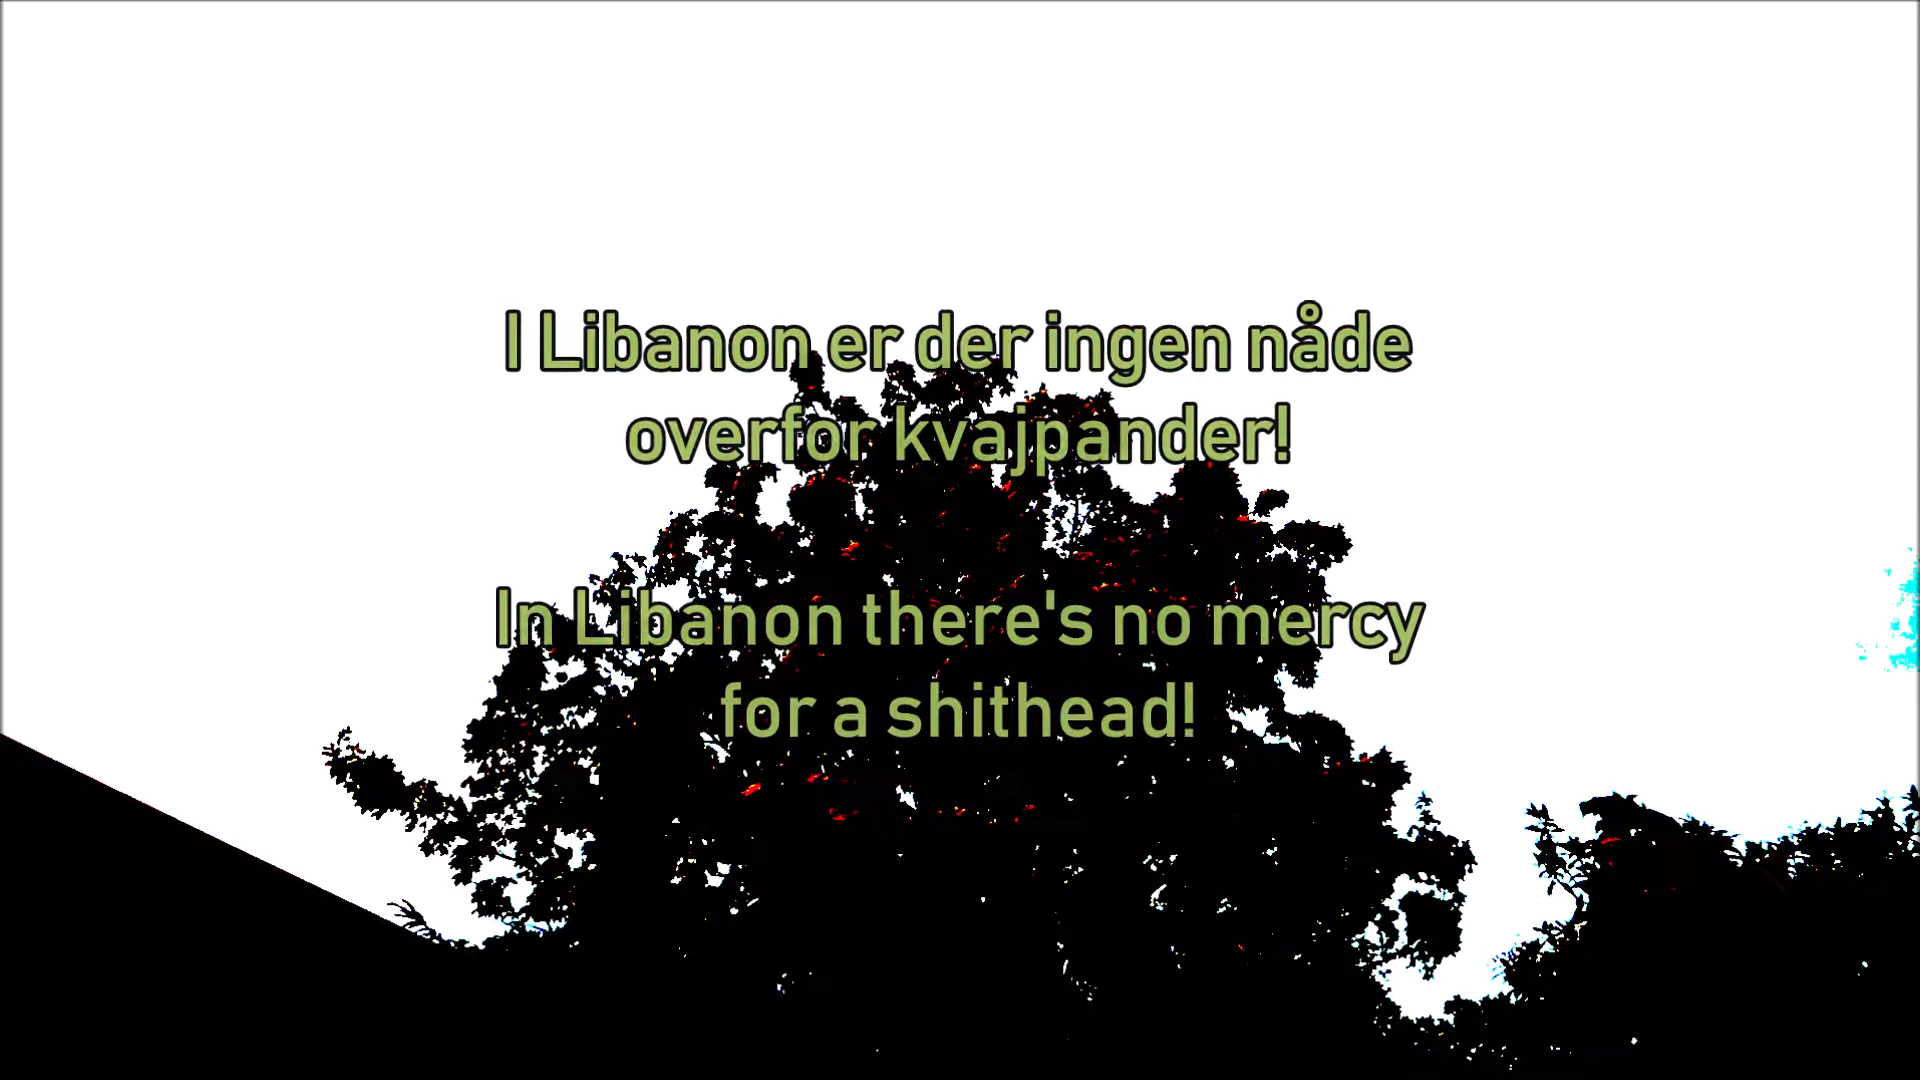 I Libanon er der ingen nåde
overfor kvajpander!
In Libanon there's no mercy
for a shithead!